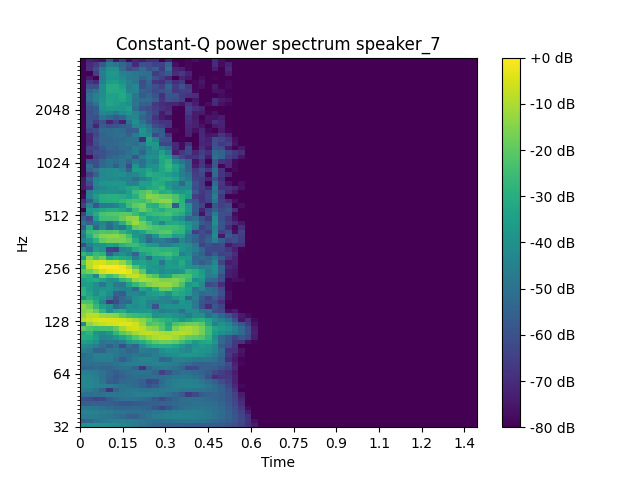 Constant-Q power spectrum speaker_7
Hz
2048
1024
512
256
128
64
32
0 0.15 0.3 0.45 0.6 0.75 0.9 1.1 1.2 1.4
Time
+0 dB
-10 dB
-20 dB
-30 dB
-40 dB
-50 dB
-60 dB
-70 dB
-80 dB